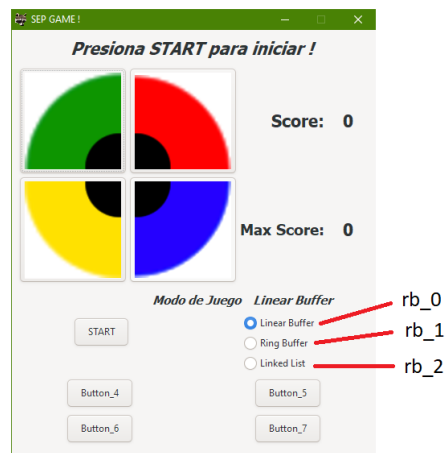 SEP GAME !
Presiona START para iniciar !
Score: 0
Max Score: 0
Modo de Juego Linear Buffer
START
Linear Buffer
Ring Buffer
Linked List
rb_0
rb_1
rb_2
Button_4 Button_5
Button_6 Button_7